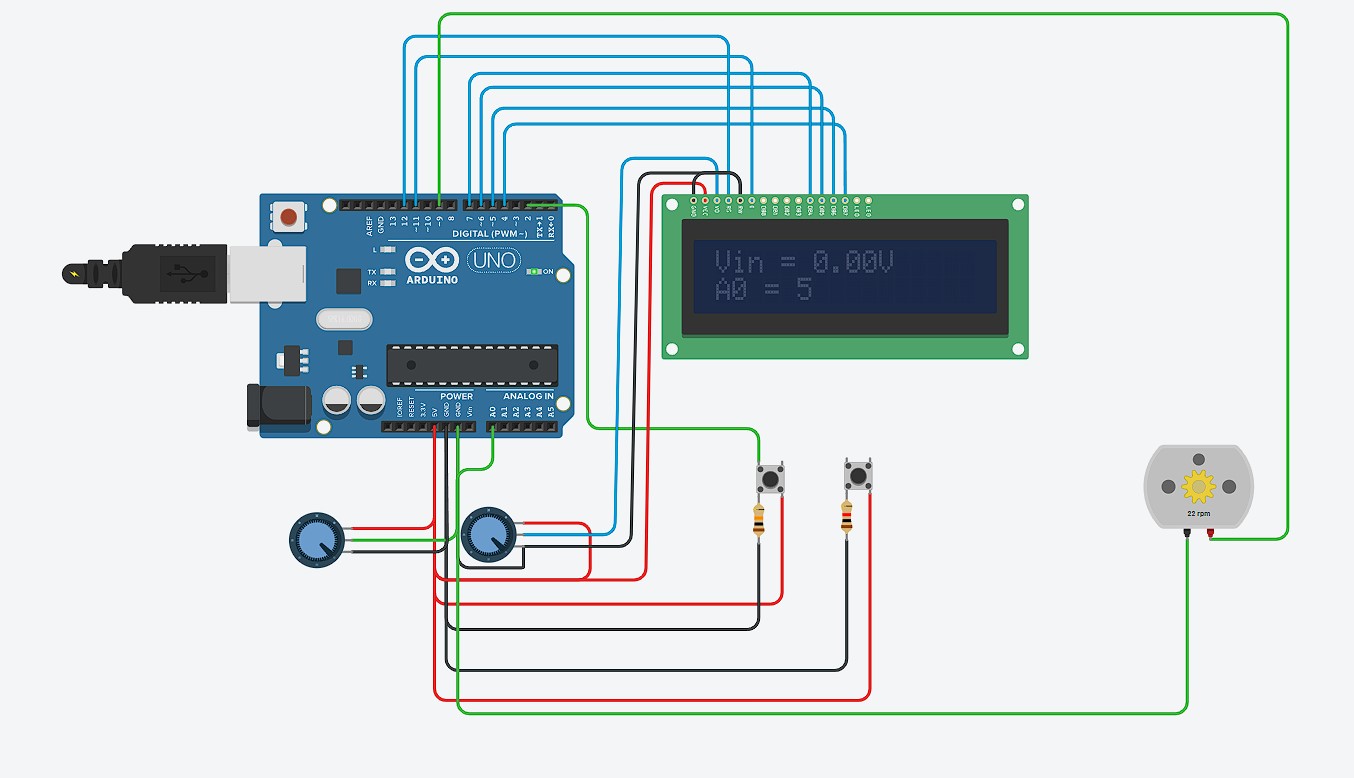 AREF
GND
13
12
~11
~10
~9
8
7
~6
~5
4
~3
2
TX→1
RX←0
DIGITAL (PWM~)
L
TX
RX
ARDUINO
UNO
ON
POWER
ANALOG IN
IOREF
RESET
3.3V
5V
GND
GND
Vin
A0
A1
A2
A3
A4
A5
GND
VCC
VO
RS
RW
E
DB0
DB1
DB2
DB3
DB4
DB5
DB6
DB7
LED
LED
Vin = 0.00V
A0 = 5
22 rpm